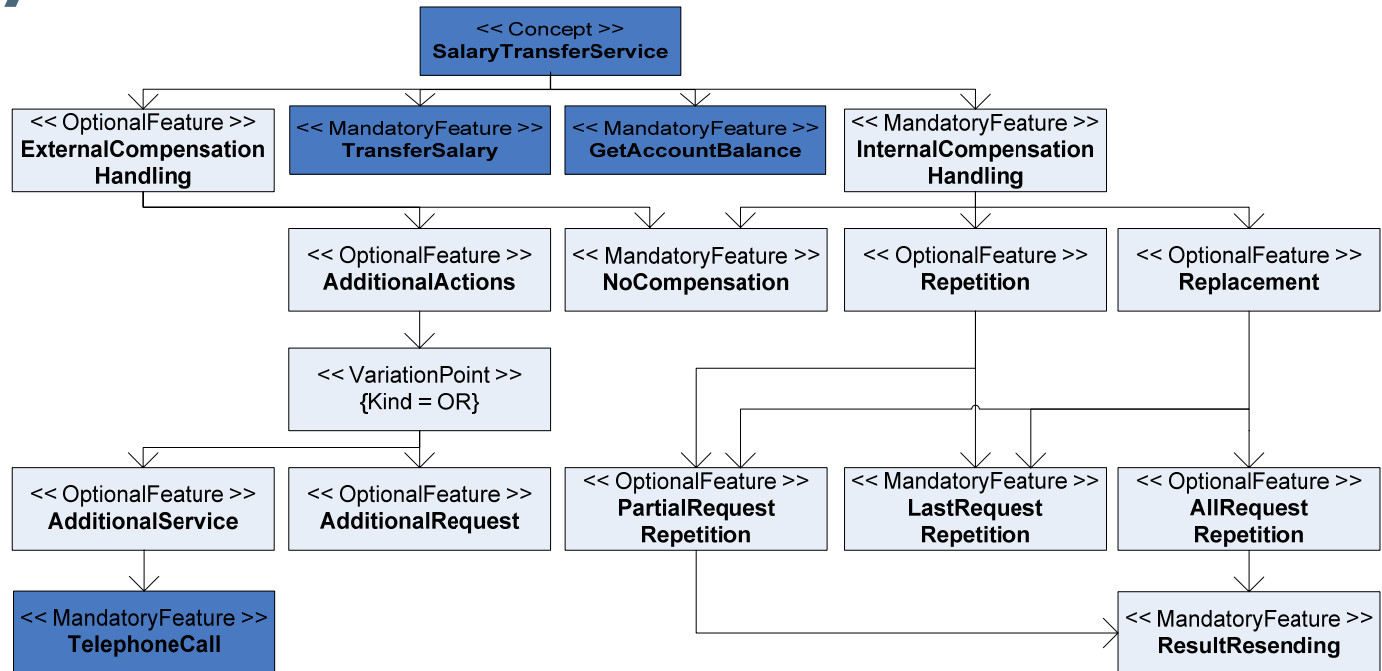 << Concept >>
SalaryTransferService
<< OptionalFeature >>
ExternalCompensation
Handling
<< MandatoryFeature >>
TransferSalary
<< MandatoryFeature >>
GetAccountBalance
<< MandatoryFeature >>
InternalCompensation
Handling
<< OptionalFeature >>
AdditionalActions
<< MandatoryFeature >>
NoCompensation
<< OptionalFeature >>
Repetition
<< OptionalFeature >>
Replacement
<< VariationPoint >>
{Kind = OR}
<< OptionalFeature >>
AdditionalService
<< OptionalFeature >>
AdditionalRequest
<< OptionalFeature >>
PartialRequest
Repetition
<< MandatoryFeature >>
LastRequest
Repetition
<< OptionalFeature >>
AllRequest
Repetition
<< MandatoryFeature >>
TelephoneCall
<< MandatoryFeature >>
ResultResending